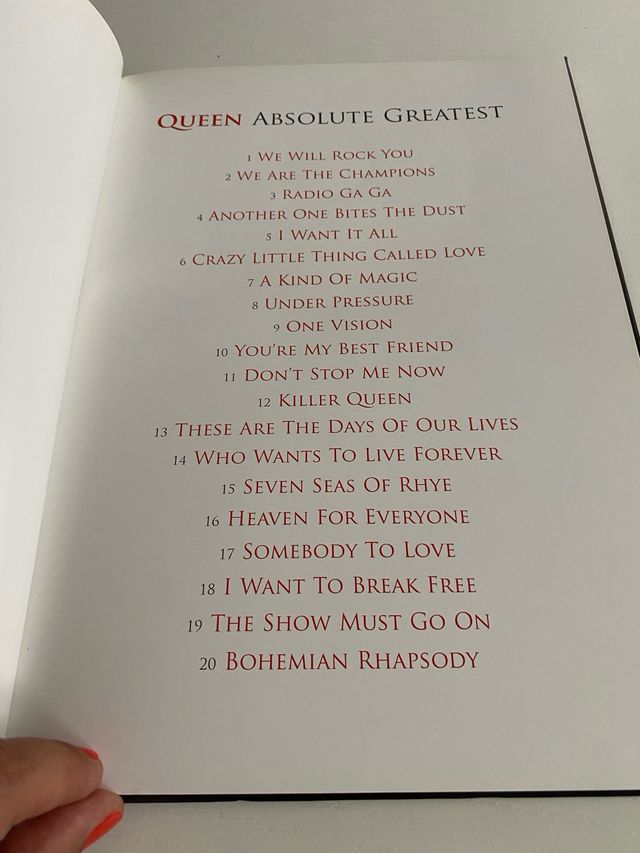 QUEEN ABSOLUTE GREATEST
1 WE WILL ROCK YOU
2 WE ARE THE CHAMPIONS
3 RADIO GA GA
4 ANOTHER ONE BITES THE DUST
5 I WANT IT ALL
6 CRAZY LITTLE THING CALLED LOVE
7 A KIND OF MAGIC
8 UNDER PRESSURE
9 ONE VISION
10 YOU'RE MY BEST FRIEND
11 DON'T STOP ME NOW
12 KILLER QUEEN
13 THESE ARE THE DAYS OF OUR LIVES
14 WHO WANTS TO LIVE FOREVER
15 SEVEN SEAS OF RHYE
16 HEAVEN FOR EVERYONE
17 SOMEBODY TO LOVE
18 I WANT TO BREAK FREE
19 THE SHOW MUST GO ON
20 BOHEMIAN RHAPSODY